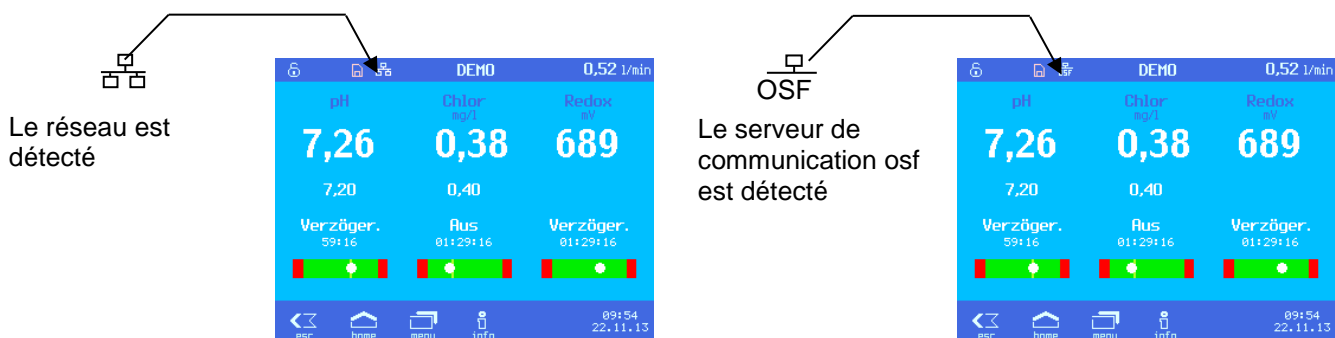 Le réseau est
détecté
DEMO 0,52 l/min
pH Chlor Redox
mg/l mV
7,26 0,38 689
7,20 0,40
Verzöger. Aus Verzöger.
59:16 01:29:16 01:29:16
esc home menu info
09:54
22.11.13
OSF
Le serveur de
communication osf
est détecté
OSF DEMO 0,52 l/min
pH Chlor Redox
mg/l mV
7,26 0,38 689
7,20 0,40
Verzöger. Aus Verzöger.
59:16 01:29:16 01:29:16
esc home menu info
09:54
22.11.13